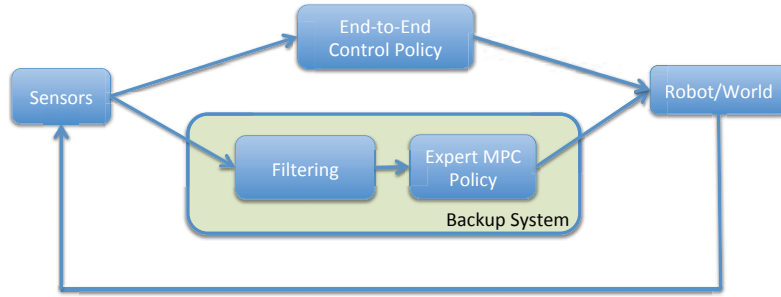 End-to-End
Control Policy
Sensors
Robot/World
Filtering
Expert MPC
Policy
Backup System